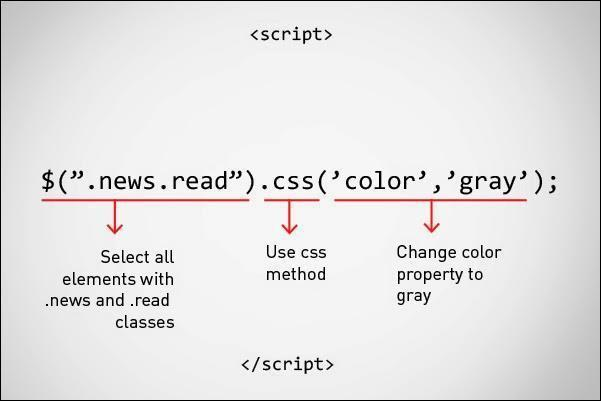 <script>
$(”.news.read”).css(’color’,’gray’);
Select all
elements with
.news and .read
classes
Use css
method
Change color
property to
gray
</script>